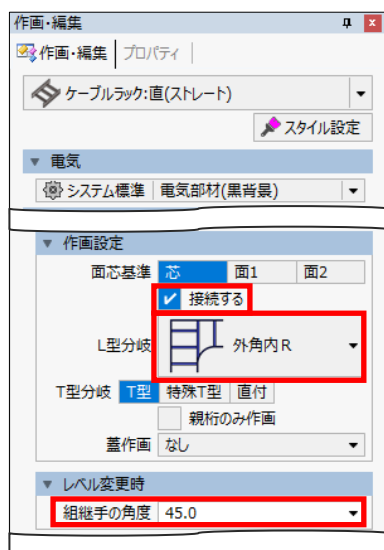 作画・編集
作画・編集 プロパティ
ケーブルラック:直(ストレート)
スタイル設定
電気
システム標準 電気部材(黒背景)
作画設定
面芯基準 芯 面1 面2
接続する
L型分岐 外角内R
T型分岐 T型 特殊T型 直付
親桁のみ作画
蓋作画 なし
レベル変更時
組継手の角度 45.0